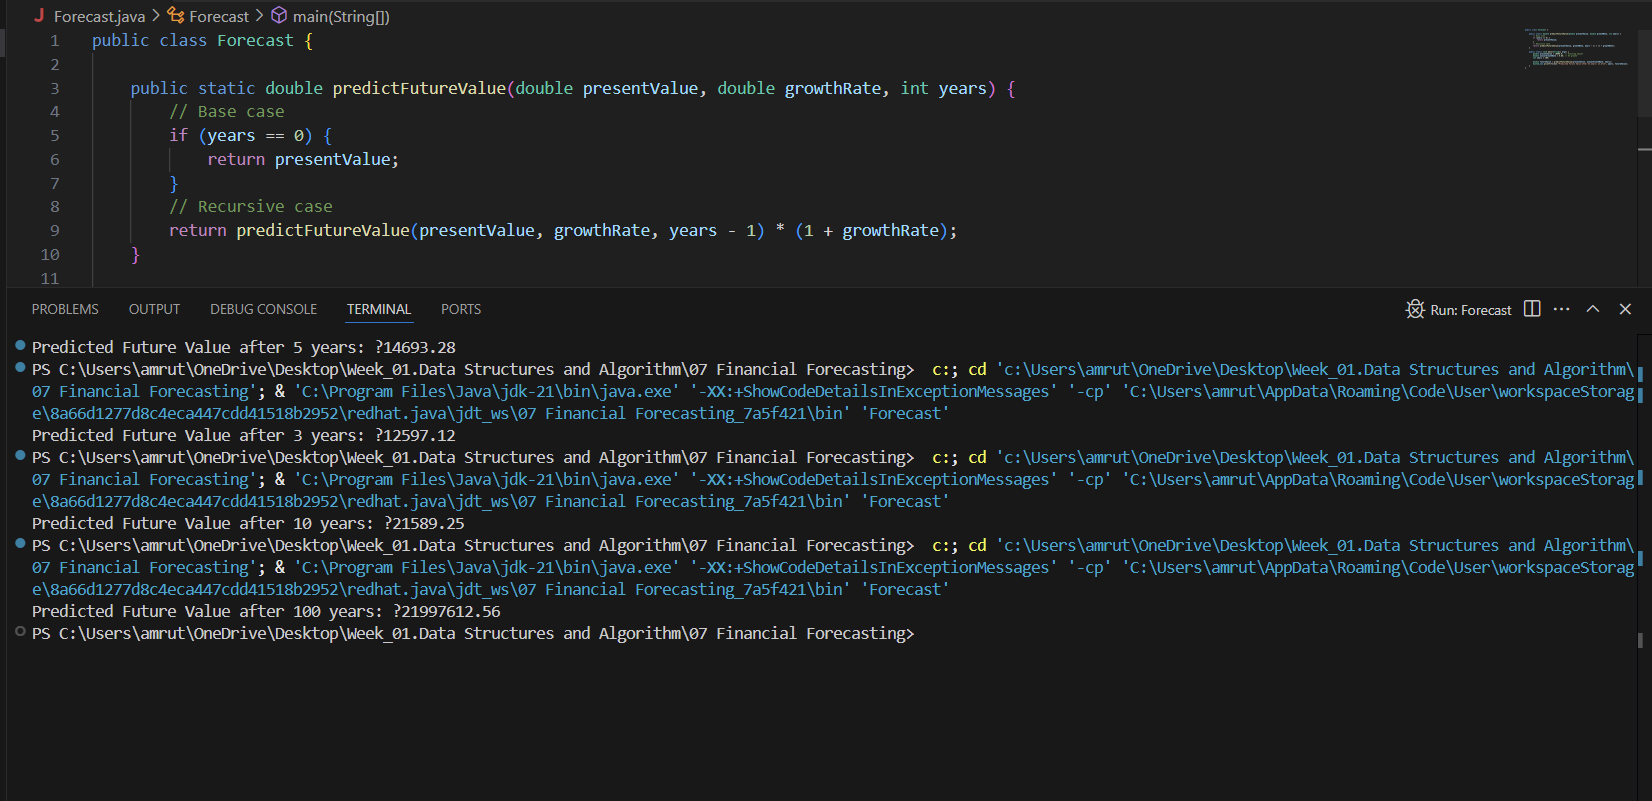 Forecast.java > Forecast > main(String[])
1 public class Forecast {
2
3 public static double predictFutureValue(double presentValue, double growthRate, int years) {
4 // Base case
5 if (years == 0) {
6 return presentValue;
7 }
8 // Recursive case
9 return predictFutureValue(presentValue, growthRate, years - 1) * (1 + growthRate);
10 }
11
PROBLEMS OUTPUT DEBUG CONSOLE TERMINAL PORTS Run: Forecast
Predicted Future Value after 5 years: ?14693.28
PS C:\Users\amrut\OneDrive\Desktop\Week_01.Data Structures and Algorithm\07 Financial Forecasting> c:; cd 'c:\Users\amrut\OneDrive\Desktop\Week_01.Data Structures and Algorithm\
07 Financial Forecasting'; & 'C:\Program Files\Java\jdk-21\bin\java.exe' '-XX:+ShowCodeDetailsInExceptionMessages' '-cp' 'C:\Users\amrut\AppData\Roaming\Code\User\workspaceStorag
e\8a66d1277d8c4eca447cdd41518b2952\redhat.java\jdt_ws\07 Financial Forecasting_7a5f421\bin' 'Forecast'
Predicted Future Value after 3 years: ?12597.12
PS C:\Users\amrut\OneDrive\Desktop\Week_01.Data Structures and Algorithm\07 Financial Forecasting> c:; cd 'c:\Users\amrut\OneDrive\Desktop\Week_01.Data Structures and Algorithm\
07 Financial Forecasting'; & 'C:\Program Files\Java\jdk-21\bin\java.exe' '-XX:+ShowCodeDetailsInExceptionMessages' '-cp' 'C:\Users\amrut\AppData\Roaming\Code\User\workspaceStorag
e\8a66d1277d8c4eca447cdd41518b2952\redhat.java\jdt_ws\07 Financial Forecasting_7a5f421\bin' 'Forecast'
Predicted Future Value after 10 years: ?21589.25
PS C:\Users\amrut\OneDrive\Desktop\Week_01.Data Structures and Algorithm\07 Financial Forecasting> c:; cd 'c:\Users\amrut\OneDrive\Desktop\Week_01.Data Structures and Algorithm\
07 Financial Forecasting'; & 'C:\Program Files\Java\jdk-21\bin\java.exe' '-XX:+ShowCodeDetailsInExceptionMessages' '-cp' 'C:\Users\amrut\AppData\Roaming\Code\User\workspaceStorag
e\8a66d1277d8c4eca447cdd41518b2952\redhat.java\jdt_ws\07 Financial Forecasting_7a5f421\bin' 'Forecast'
Predicted Future Value after 100 years: ?21997612.56
PS C:\Users\amrut\OneDrive\Desktop\Week_01.Data Structures and Algorithm\07 Financial Forecasting>